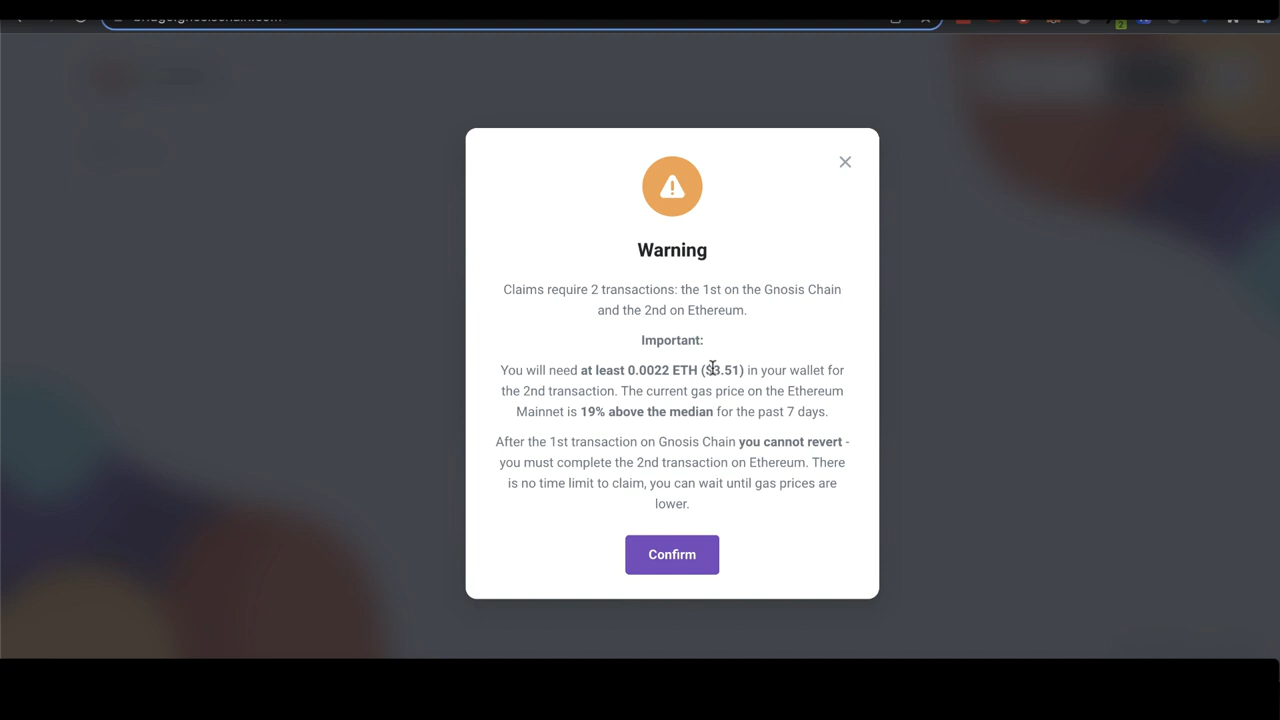 Warning
Claims require 2 transactions: the 1st on the Gnosis Chain
and the 2nd on Ethereum.
Important:
You will need at least 0.0022 ETH ($3.51) in your wallet for
the 2nd transaction. The current gas price on the Ethereum
Mainnet is 19% above the median for the past 7 days.
After the 1st transaction on Gnosis Chain you cannot revert -
you must complete the 2nd transaction on Ethereum. There
is no time limit to claim, you can wait until gas prices are
lower.
Confirm